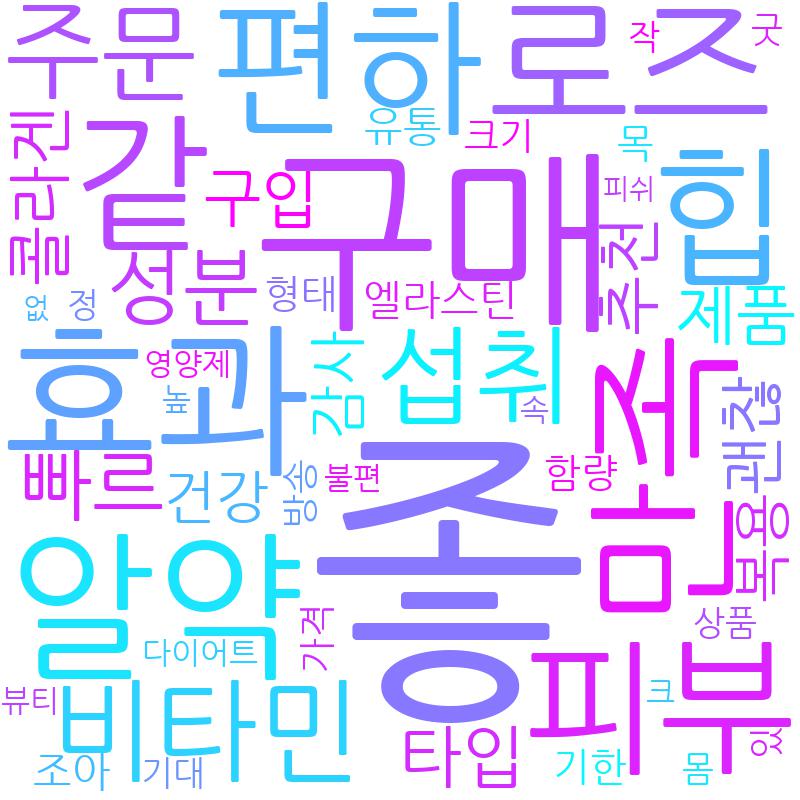 주문
편하
로즈
작
굿
유통
크기
목
콜라겐
같
구입
구매
피쉬
힙
추천
성분
형태
엘라스틴
제품
없
정
효과
영양제
높
감사
섭취
속
만족
괜찮
빠르
건강
방송
불편
함량
좋
복용
알약
다이어트
가격
상품
뷰티
비타민
피부
크
있
타입
조아
기대
기한
몸